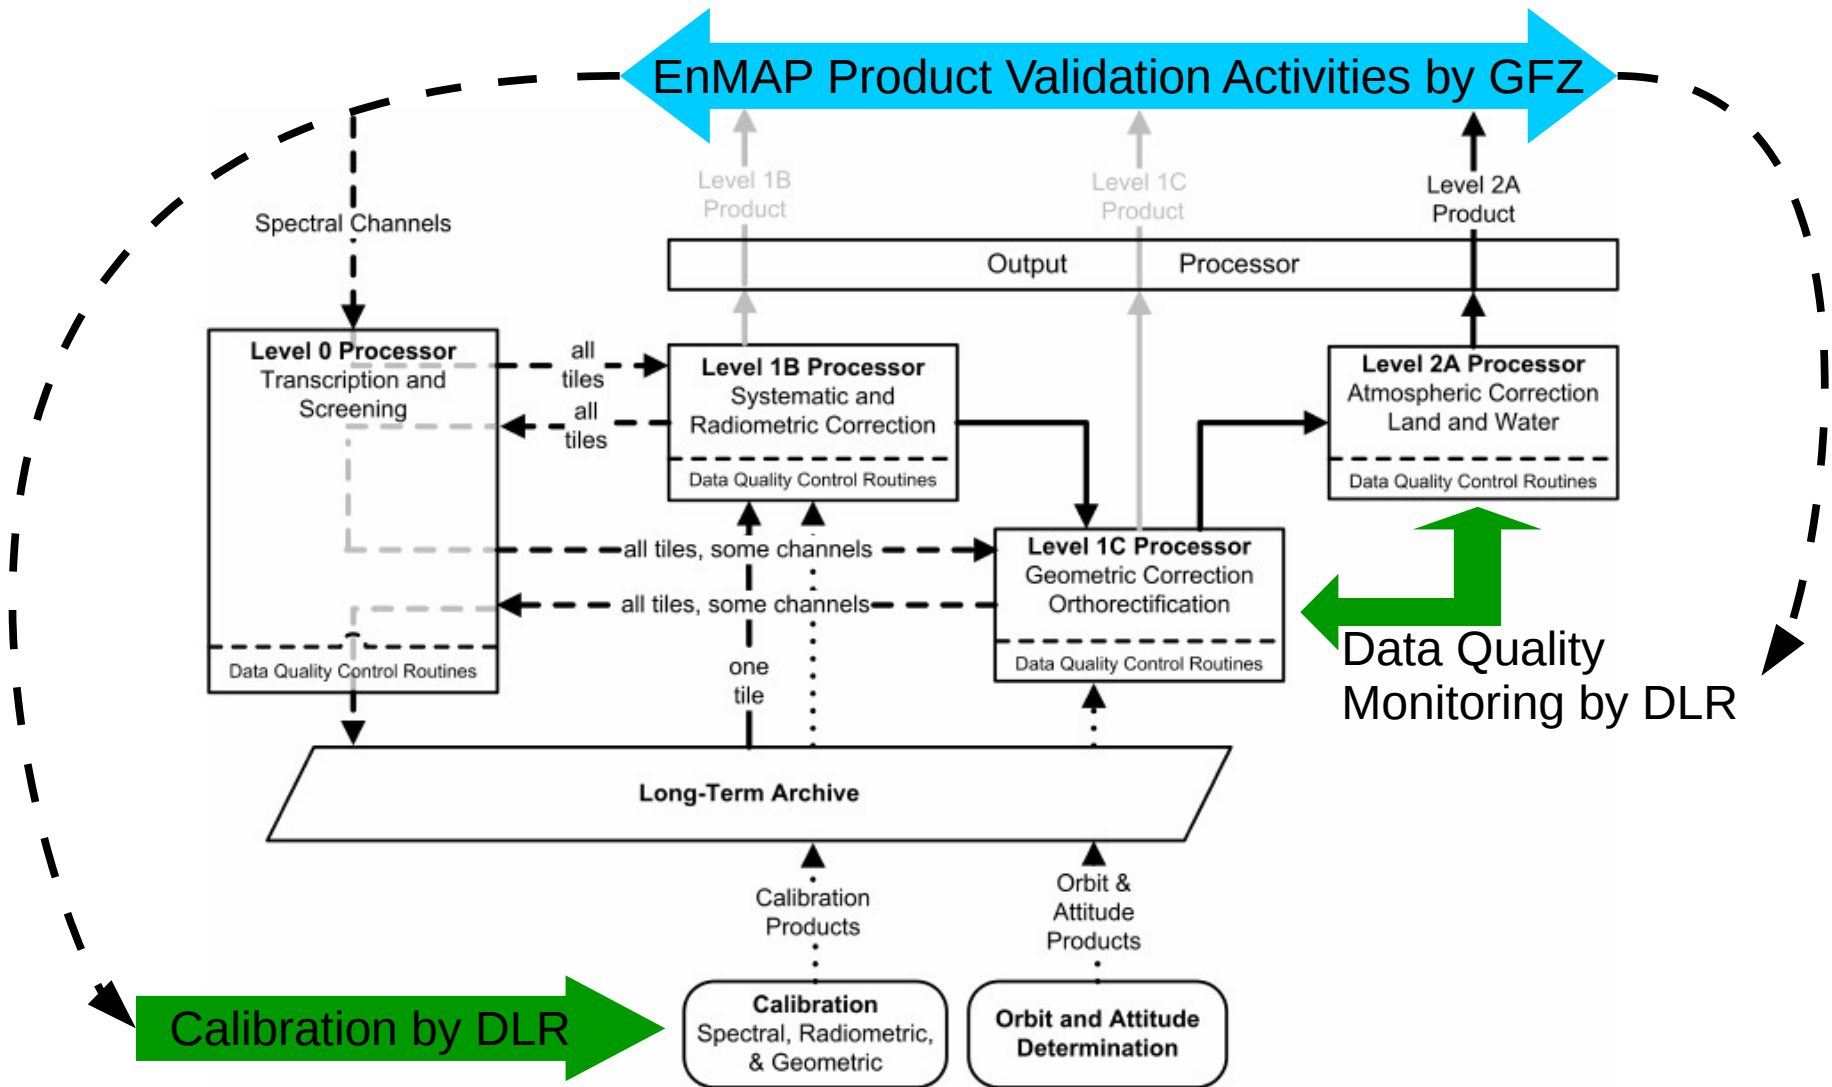 EnMAP Product Validation Activities by GFZ
Level 1B
Product
Level 1C
Product
Level 2A
Product
Spectral Channels
Output Processor
Level 0 Processor
Transcription and
Screening
Data Quality Control Routines
all
tiles
all
tiles
Level 1B Processor
Systematic and
Radiometric Correction
Data Quality Control Routines
Level 2A Processor
Atmospheric Correction
Land and Water
Data Quality Control Routines
all tiles, some channels
all tiles, some channels
Level 1C Processor
Geometric Correction
Orthorectification
Data Quality Control Routines
one
tile
Data Quality
Monitoring by DLR
Long-Term Archive
Calibration
Products
Orbit &
Attitude
Products
Calibration by DLR
Calibration
Spectral, Radiometric,
& Geometric
Orbit and Attitude
Determination